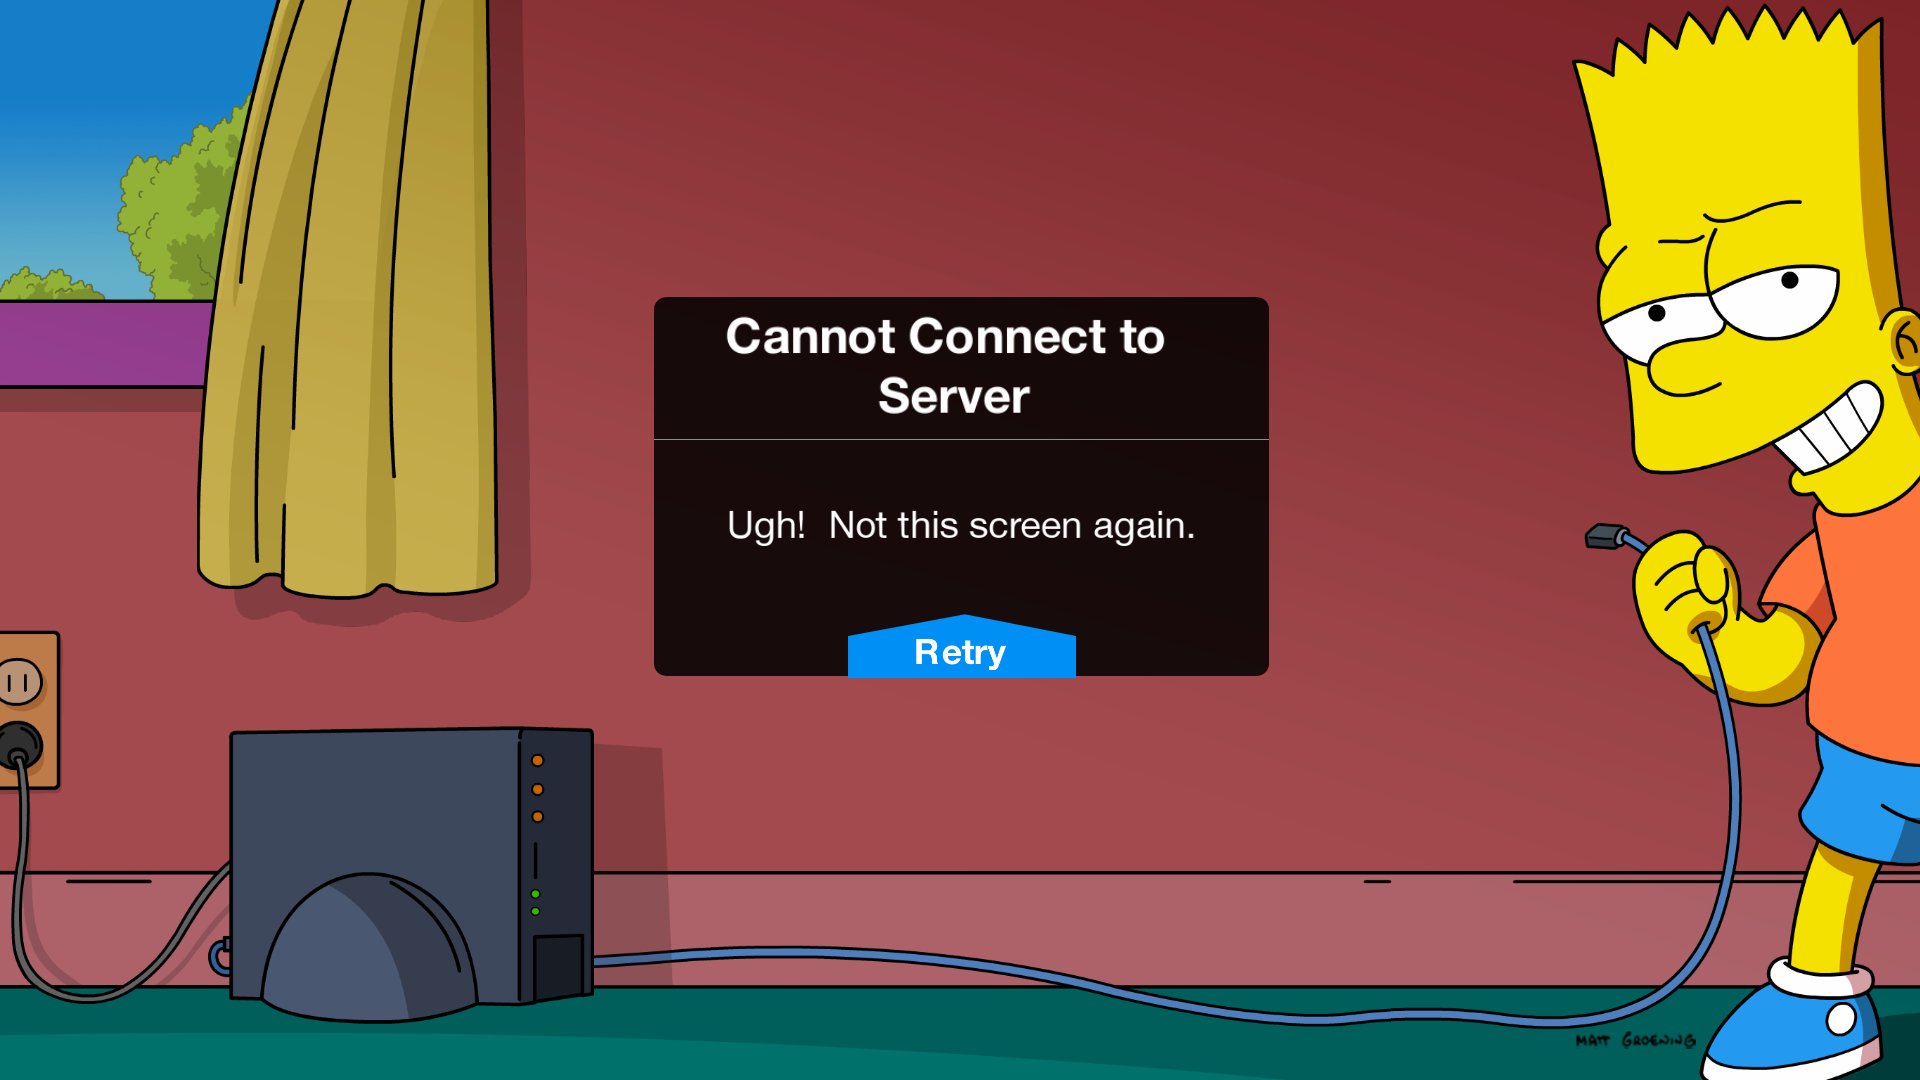 Cannot Connect to
Server
Ugh! Not this screen again.
Retry
MATT GROENING